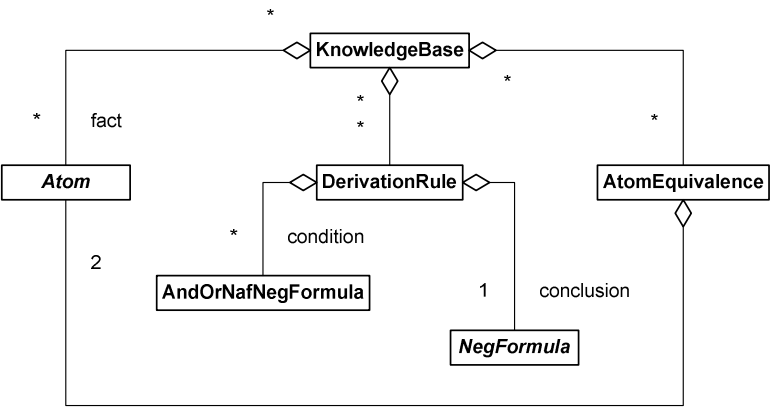 *
KnowledgeBase
*
*
* fact
*
*
Atom
DerivationRule
AtomEquivalence
* condition
2
AndOrNafNegFormula
1 conclusion
NegFormula